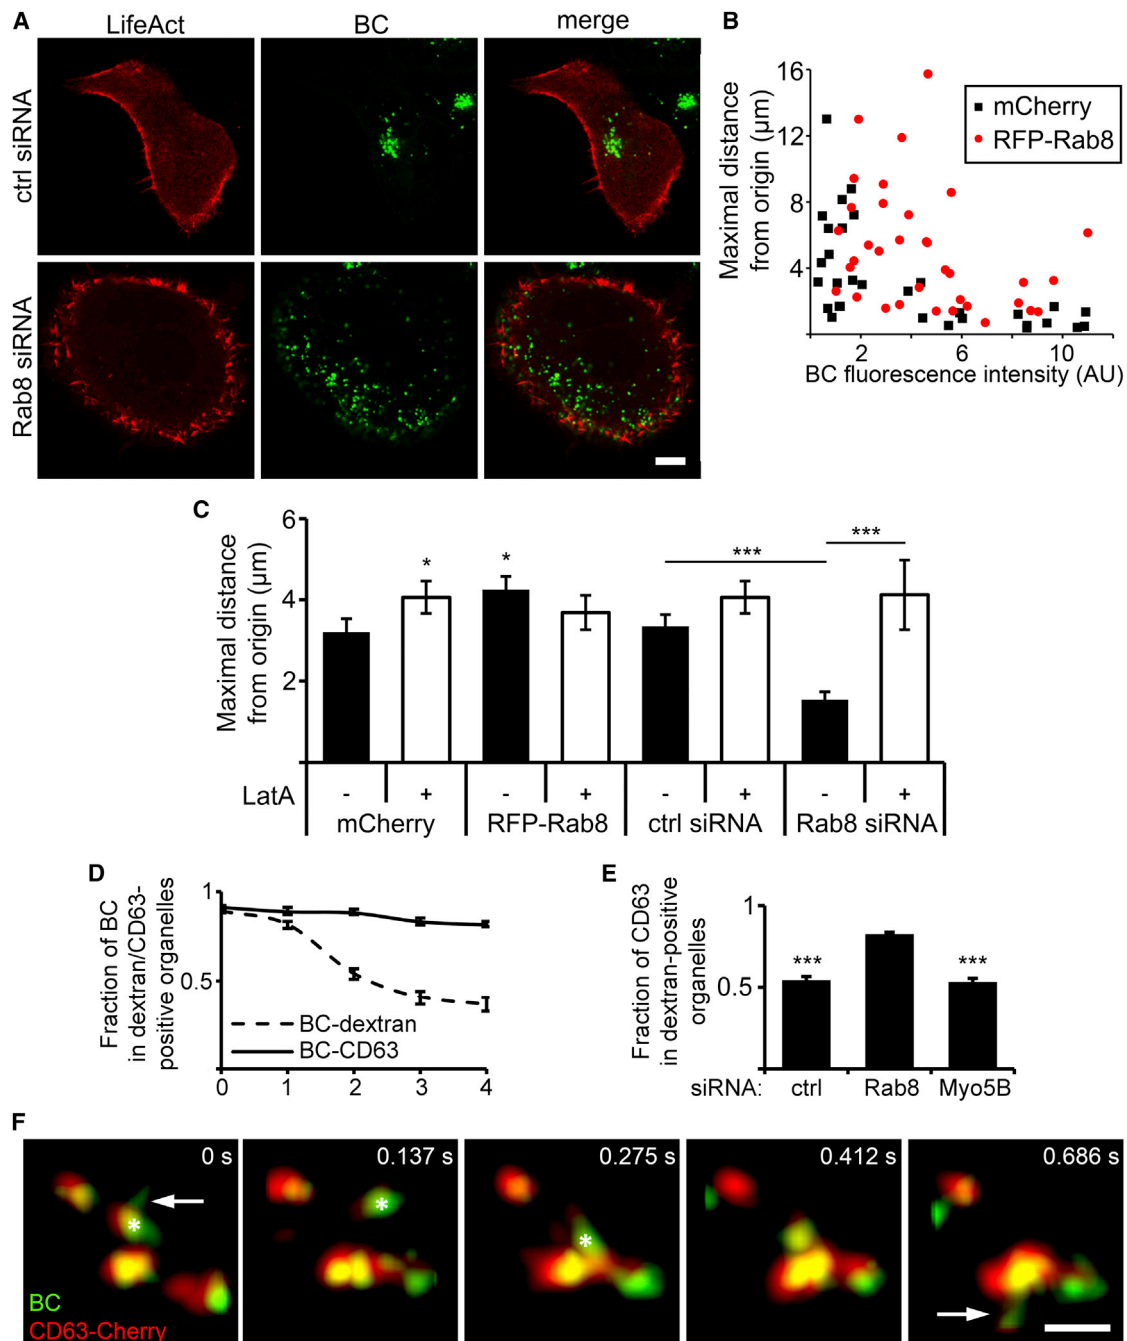 A
LifeAct
BC
merge
ctrl siRNA
Rab8 siRNA
B
Maximal distance
from origin (µm)
16
12
8
4
mCherry
RFP-Rab8
2
6
10
BC fluorescence intensity (AU)
C
Maximal distance
from origin (µm)
6
4
2
*
*
***
***
LatA
-
+
-
+
-
+
-
+
mCherry
RFP-Rab8
ctrl siRNA
Rab8 siRNA
D
Fraction of BC
in dextran/CD63-
positive organelles
1
0.5
BC-dextran
BC-CD63
0
1
2
3
4
E
Fraction of CD63
in dextran-positive
organelles
1
0.5
***
***
siRNA:
ctrl
Rab8
Myo5B
F
0 s
0.137 s
0.275 s
0.412 s
0.686 s
*
*
*
BC
CD63-Cherry